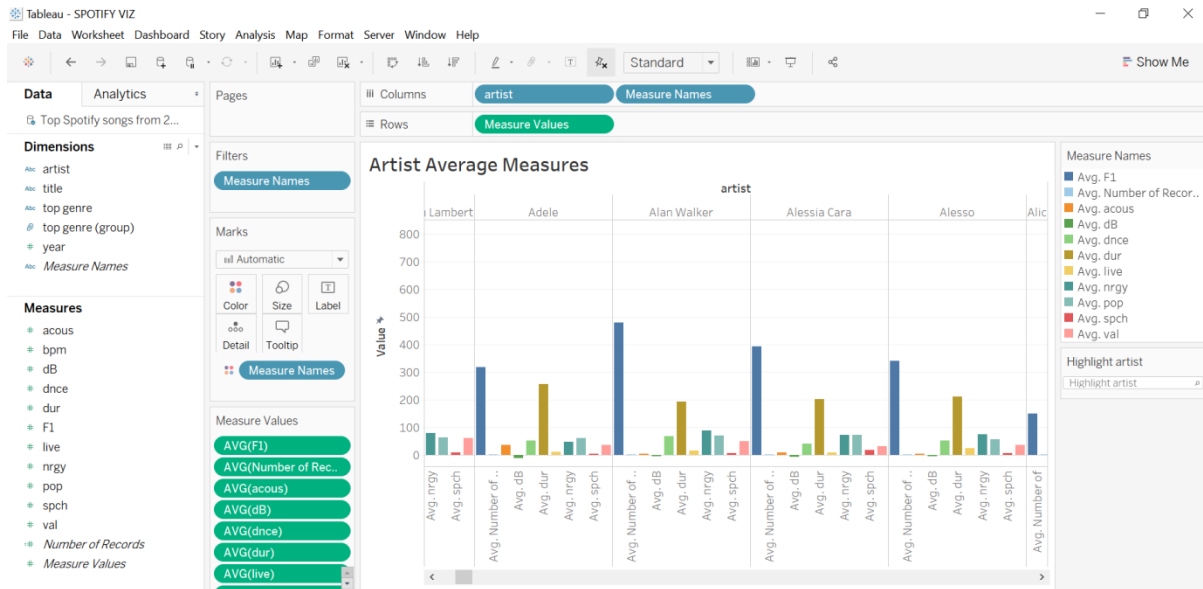 Tableau - SPOTIFY VIZ
File Data Worksheet Dashboard Story Analysis Map Format Server Window Help
Standard
Show Me
Data Analytics
Top Spotify songs from 2...
Dimensions
Abc artist
Abc title
Abc top genre
top genre (group)
# year
Abc Measure Names
Measures
# acous
# bpm
# dB
# dnce
# dur
# F1
# live
# nrgy
# pop
# spch
# val
Number of Records
# Measure Values
Pages
Filters
Measure Names
Marks
Automatic
Color Size Label
Detail Tooltip
Measure Names
Measure Values
AVG(F1)
AVG(Number of Rec..
AVG(acous)
AVG(dB)
AVG(dnce)
AVG(dur)
AVG(live)
Columns artist Measure Names
Rows Measure Values
Artist Average Measures
artist
Lambert Adele Alan Walker Alessia Cara Alesso Alic
800
700
600
500
400
300
200
100
0
Value
Avg. nrgy
Avg. spch
Avg. Number of ..
Avg. dB
Avg. dur
Avg. nrgy
Avg. spch
Avg. Number of ..
Avg. dB
Avg. dur
Avg. nrgy
Avg. spch
Avg. Number of ..
Avg. dB
Avg. dur
Avg. nrgy
Avg. spch
Avg. Number of ..
Avg. dB
Avg. dur
Avg. nrgy
Avg. spch
Avg. Number of
Measure Names
Avg. F1
Avg. Number of Recor..
Avg. acous
Avg. dB
Avg. dnce
Avg. dur
Avg. live
Avg. nrgy
Avg. pop
Avg. spch
Avg. val
Highlight artist
Highlight artist